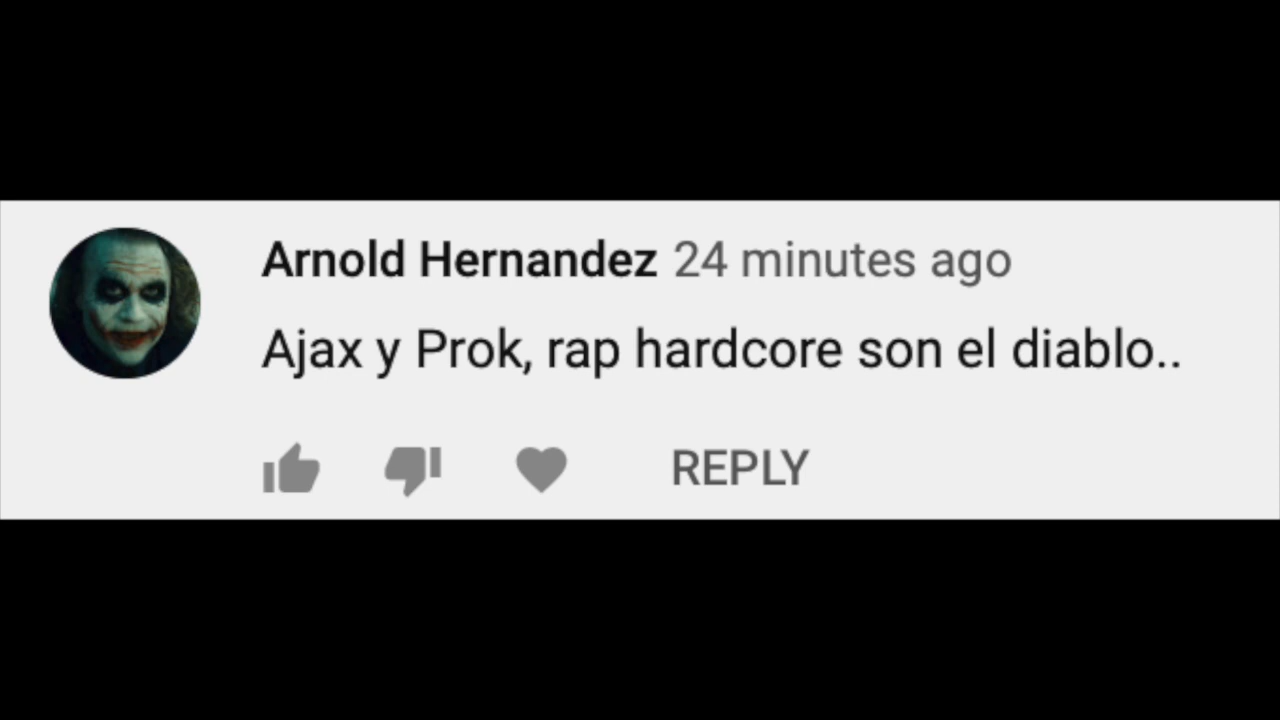 Arnold Hernandez 24 minutes ago
Ajax y Prok, rap hardcore son el diablo..
REPLY